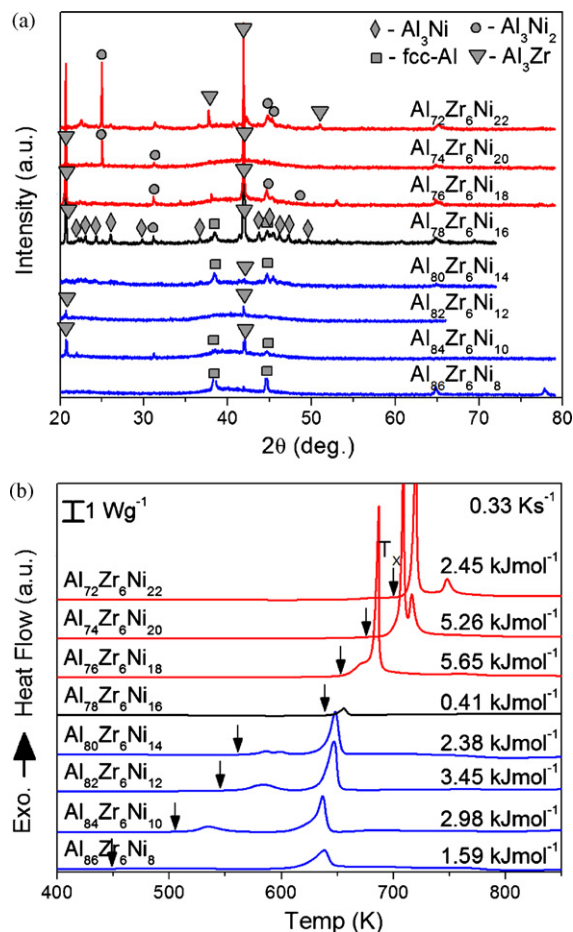 (a)
- Al₃Ni
- Al₃Ni₂
- fcc-Al
- Al₃Zr
Al₇₂Zr₆Ni₂₂
Al₇₄Zr₆Ni₂₀
Al₇₆Zr₆Ni₁₈
Al₇₈Zr₆Ni₁₆
Al₈₀Zr₆Ni₁₄
Al₈₂Zr₆Ni₁₂
Al₈₄Zr₆Ni₁₀
Al₈₆Zr₆Ni₈
Intensity (a.u.)
20 30 40 50 60 70 80
2θ (deg.)
(b)
1 Wg⁻¹
0.33 Ks⁻¹
Tₓ
Al₇₂Zr₆Ni₂₂ 2.45 kJmol⁻¹
Al₇₄Zr₆Ni₂₀ 5.26 kJmol⁻¹
Al₇₆Zr₆Ni₁₈ 5.65 kJmol⁻¹
Al₇₈Zr₆Ni₁₆ 0.41 kJmol⁻¹
Al₈₀Zr₆Ni₁₄ 2.38 kJmol⁻¹
Al₈₂Zr₆Ni₁₂ 3.45 kJmol⁻¹
Al₈₄Zr₆Ni₁₀ 2.98 kJmol⁻¹
Al₈₆Zr₆Ni₈ 1.59 kJmol⁻¹
Exo. Heat Flow (a.u.)
400 500 600 700 800
Temp (K)